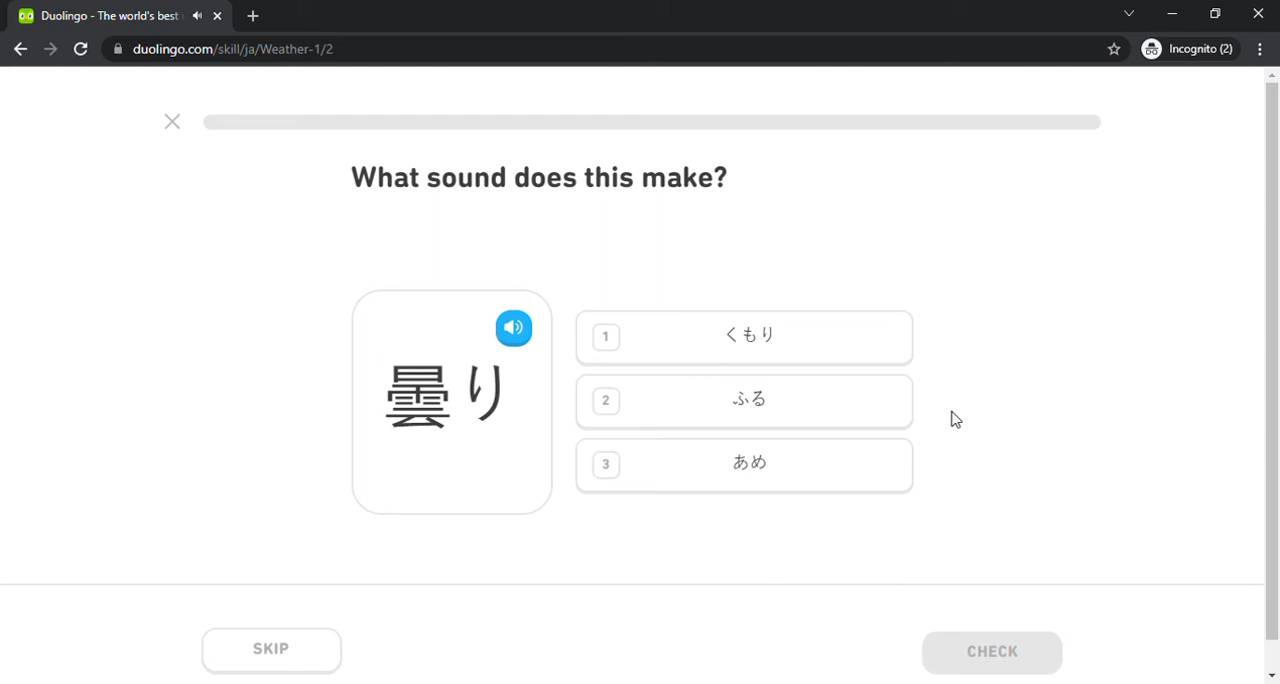 Duolingo - The world's best
duolingo.com/skill/ja/Weather-1/2
Incognito (2)
What sound does this make?
曇り
1 くもり
2 ふる
3 あめ
SKIP
CHECK